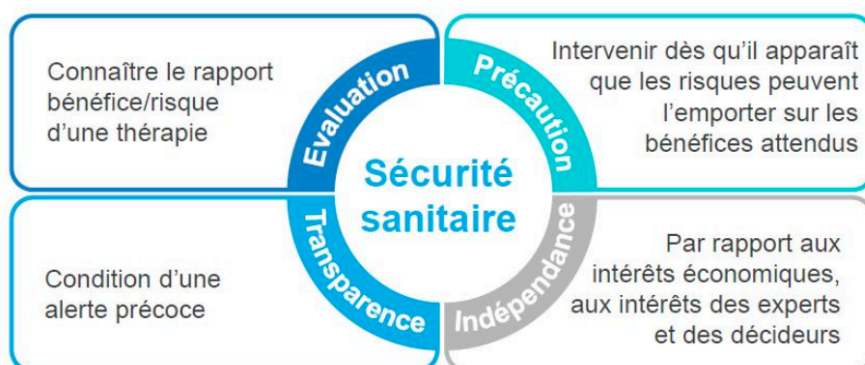 Connaître le rapport
bénéfice/risque
d'une thérapie
Evaluation
Précaution
Intervenir dès qu'il apparaît
que les risques peuvent
l'emporter sur les
bénéfices attendus
Sécurité
sanitaire
Condition d'une
alerte précoce
Transparence
Indépendance
Par rapport aux
intérêts économiques,
aux intérêts des experts
et des décideurs